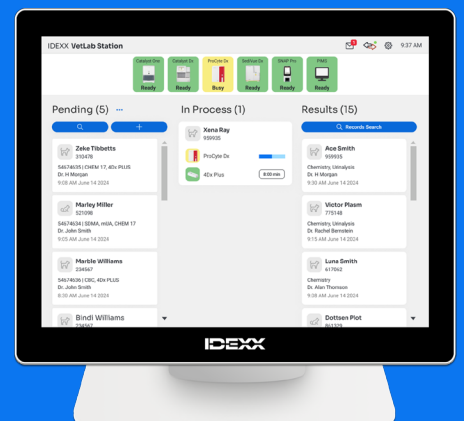 IDEXX VetLab Station
1
9:37 AM
Catalyst One
Ready
Catalyst Dx
Ready
ProCyte Dx
Busy
SediVue Dx
Ready
SNAP Pro
Ready
PIMS
Ready
Pending (5) ...
Zeke Tibbetts
310478
54674635 | CHEM 17, 4Dx PLUS
Dr. H Morgan
9:05 AM June 14 2024
Marley Miller
521098
54674634 | SDMA, mUA, CHEM 17
Dr. John Smith
9:05 AM June 14 2024
Marble Williams
234567
54674636 | CBC, 4Dx PLUS
Dr. John Smith
8:30 AM June 14 2024
Bindi Williams
234567
In Process (1)
Xena Ray
959935
ProCyte Dx
4Dx Plus
8:00 min
Results (15)
Records Search
Ace Smith
959935
Chemistry, Urinalysis
Dr. H Morgan
9:30 AM June 14 2024
Victor Plasm
775148
Chemistry, Urinalysis
Dr. Rachel Bernstein
9:15 AM June 14 2024
Luna Smith
617062
Chemistry
Dr. Alan Thomson
9:08 AM June 14 2024
Dottsen Plot
861329
IDEXX